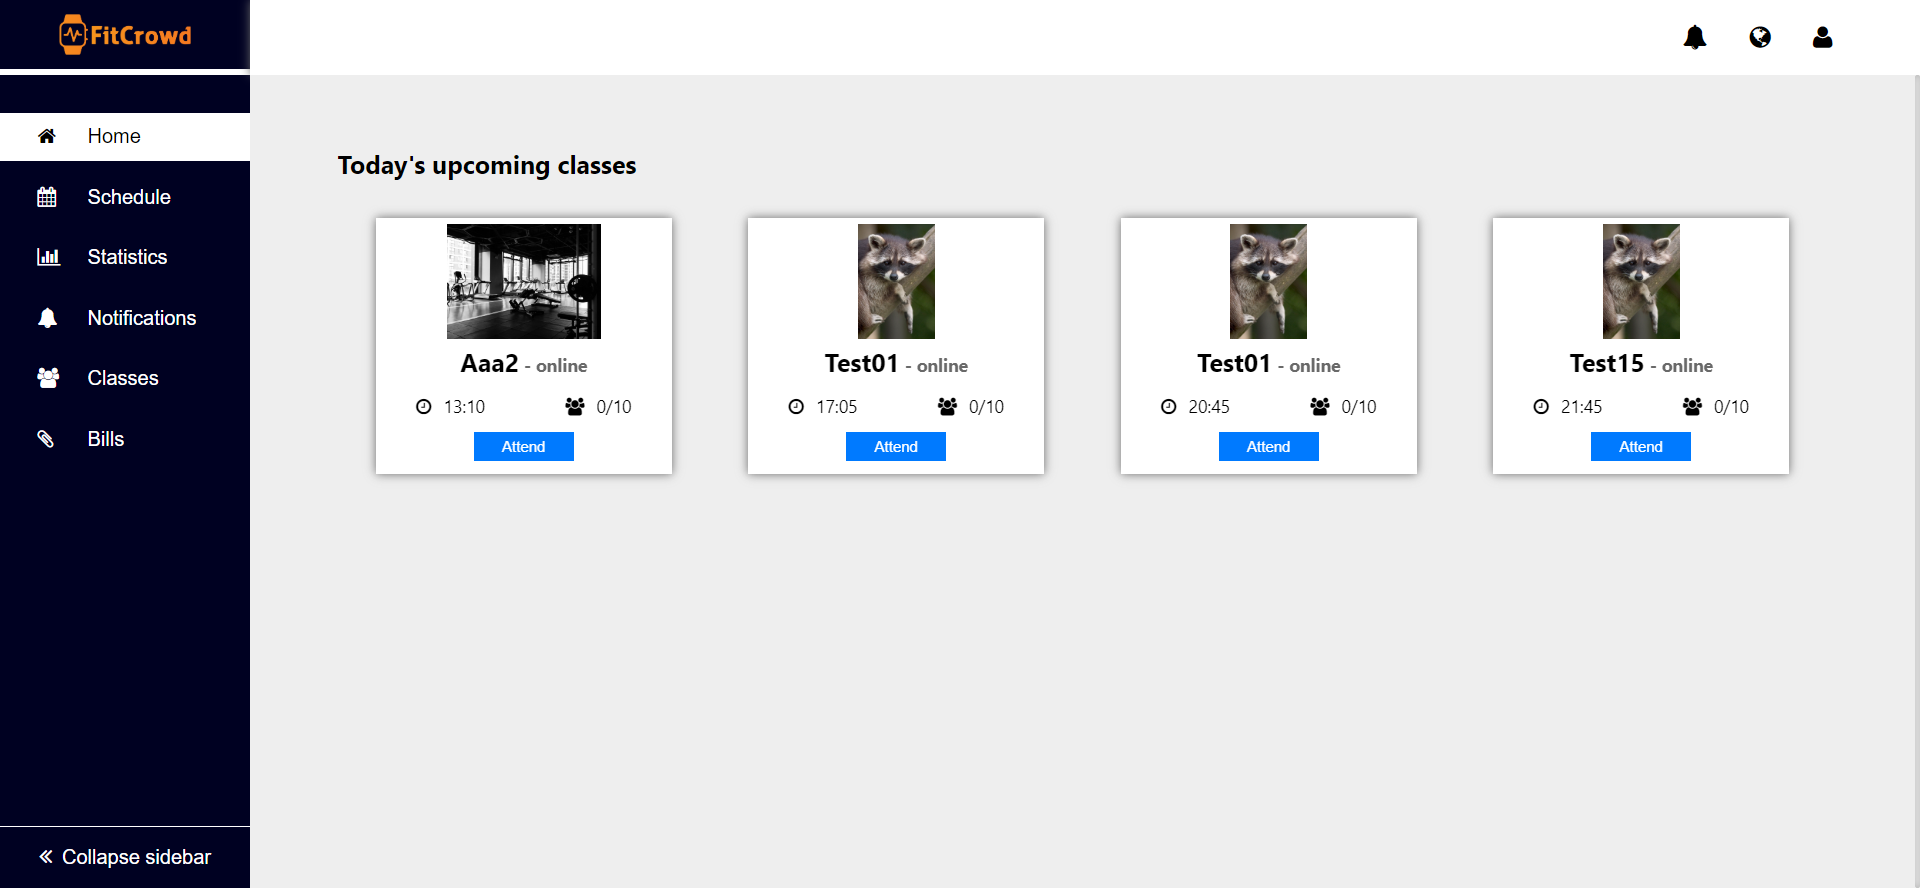 FitCrowd
Home
Schedule
Statistics
Notifications
Classes
Bills
Collapse sidebar
Today's upcoming classes
Aaa2 - online
13:10 0/10
Attend
Test01 - online
17:05 0/10
Attend
Test01 - online
20:45 0/10
Attend
Test15 - online
21:45 0/10
Attend